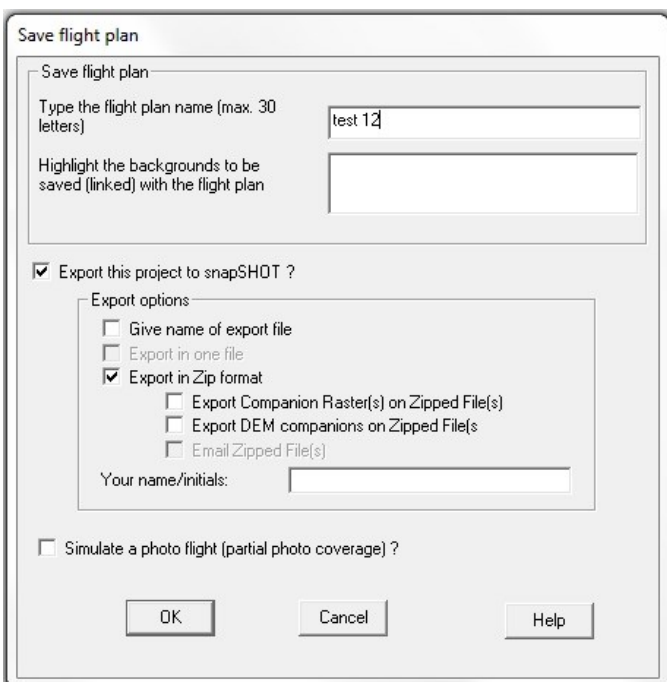 Save flight plan
Save flight plan
Type the flight plan name (max. 30
letters)
test 12
Highlight the backgrounds to be
saved (linked) with the flight plan
Export this project to snapSHOT ?
Export options
Give name of export file
Export in one file
Export in Zip format
Export Companion Raster(s) on Zipped File(s)
Export DEM companions on Zipped File(s
Email Zipped File(s)
Your name/initials:
Simulate a photo flight (partial photo coverage) ?
OK Cancel Help